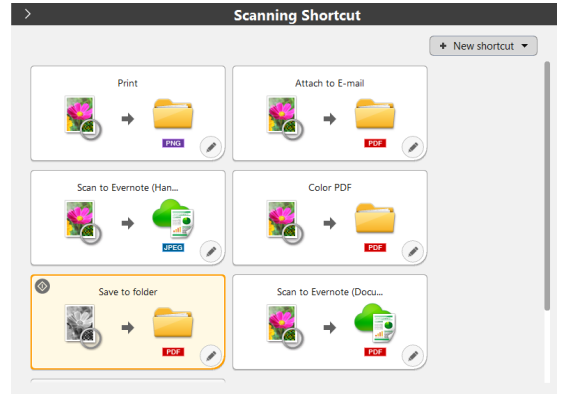 Scanning Shortcut
+ New shortcut
Print
PNG
Attach to E-mail
PDF
Scan to Evernote (Han...
JPEG
Color PDF
PDF
Save to folder
PDF
Scan to Evernote (Docu...
PDF